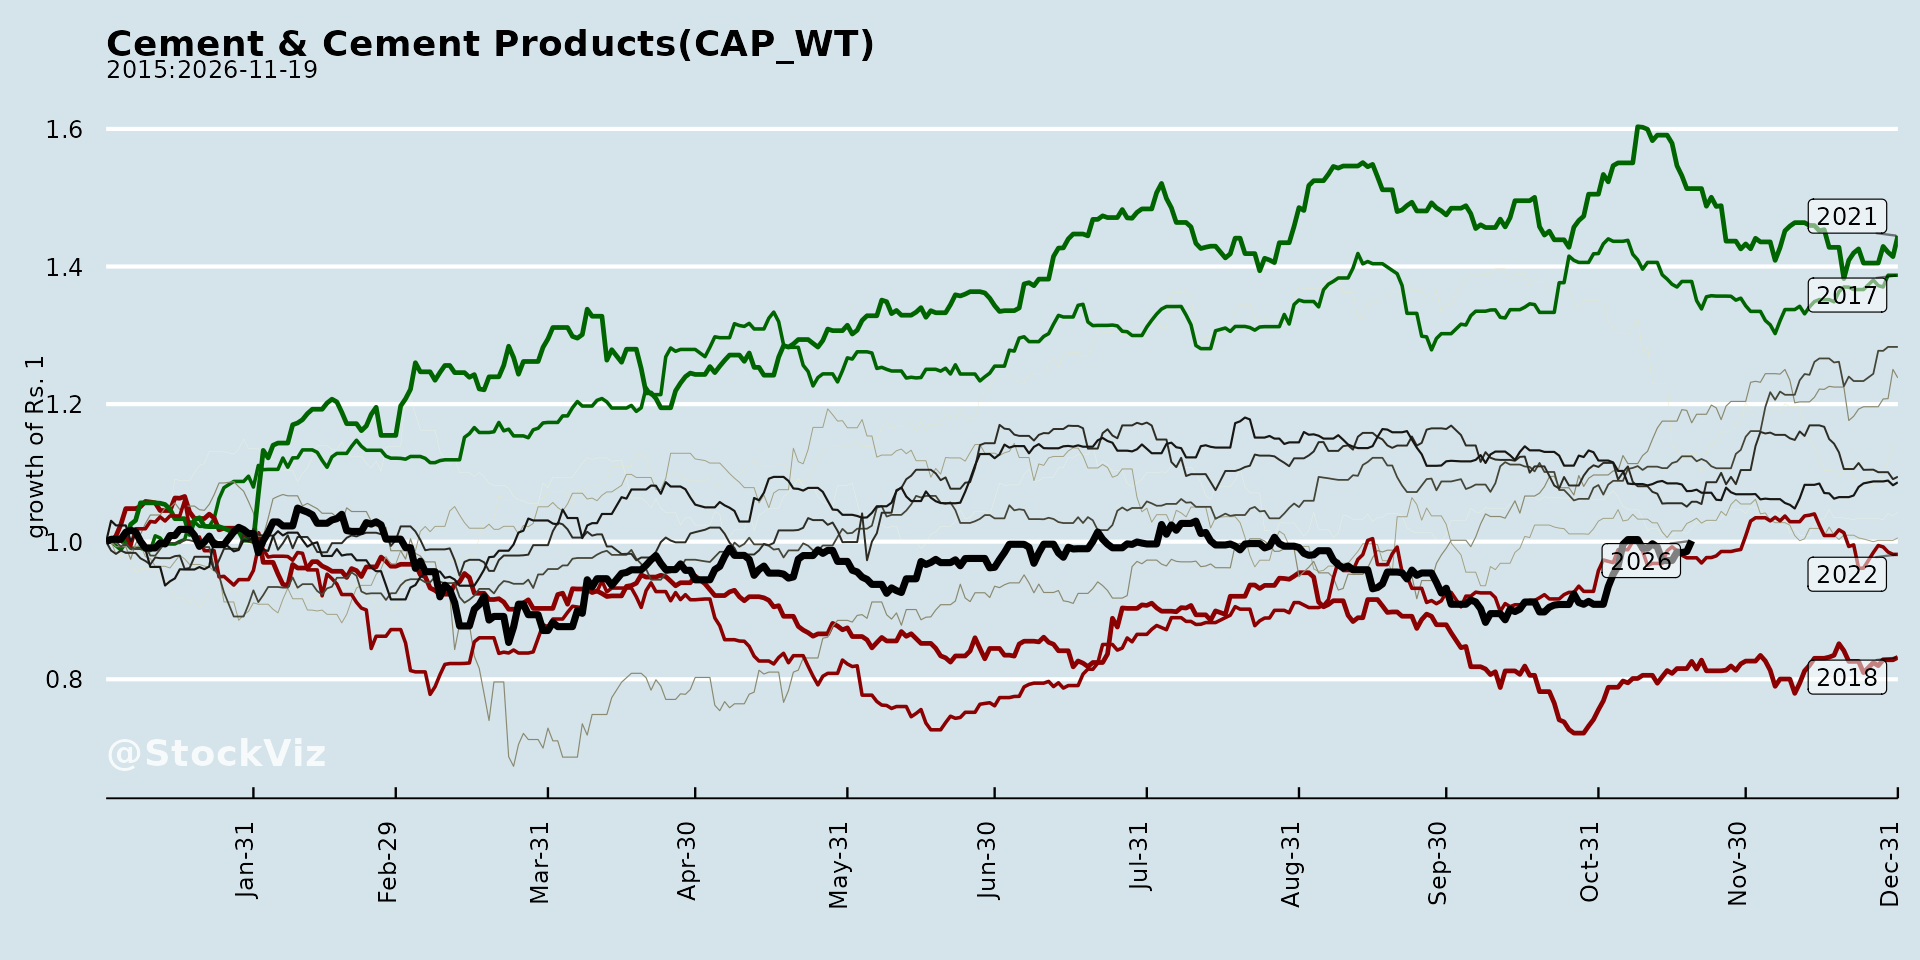 Cement & Cement Products(CAP_WT)
2015:2026-11-19
growth of Rs. 1
1.6
1.4
1.2
1.0
0.8
2021
2017
2026
2022
2018
@StockViz
Jan-31
Feb-29
Mar-31
Apr-30
May-31
Jun-30
Jul-31
Aug-31
Sep-30
Oct-31
Nov-30
Dec-31